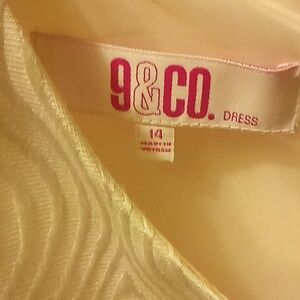 9&CO. DRESS
14
MADE IN
VIETNAM